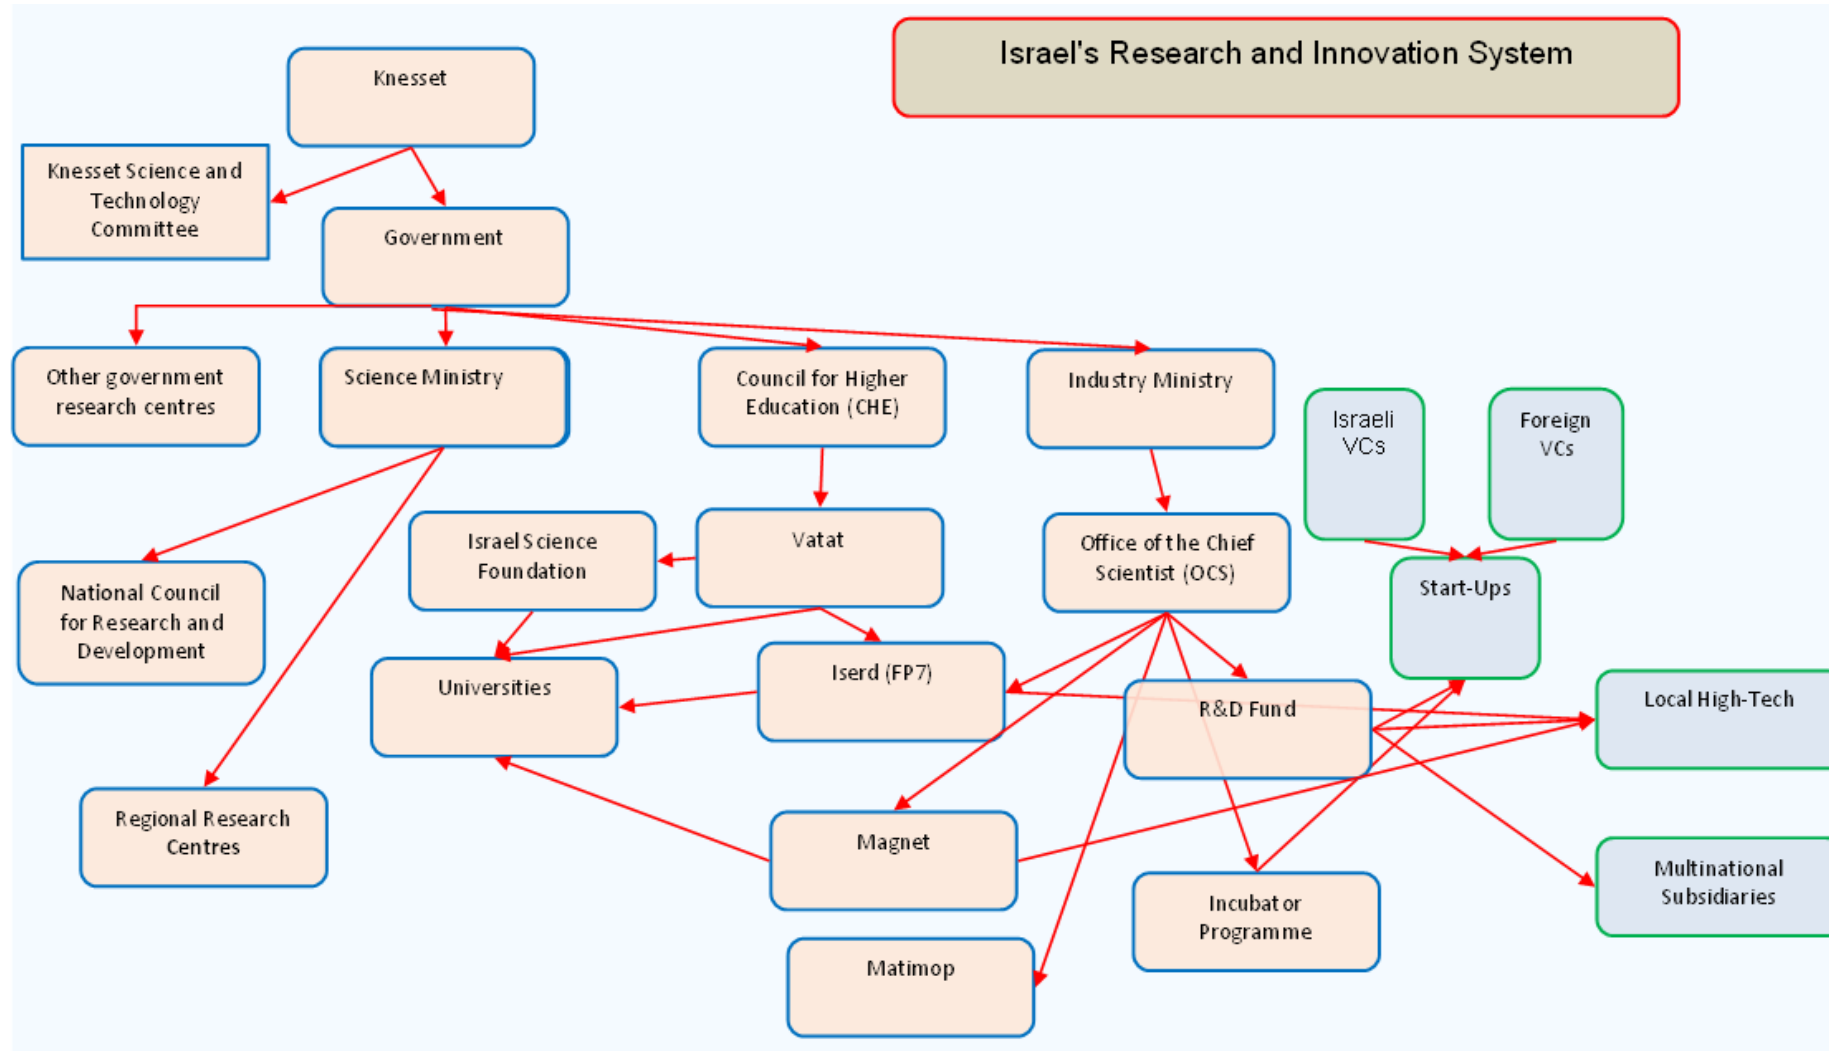 Israel's Research and Innovation System
Knesset
Knesset Science and
Technology
Committee
Government
Other government
research centres
Science Ministry
Council for Higher
Education (CHE)
Industry Ministry
Israeli
VCs
Foreign
VCs
Israel Science
Foundation
Vatat
Office of the Chief
Scientist (OCS)
Start-Ups
National Council
for Research and
Development
Universities
Iserd (FP7)
R&D Fund
Local High-Tech
Regional Research
Centres
Magnet
Incubator
Programme
Multinational
Subsidiaries
Matimop